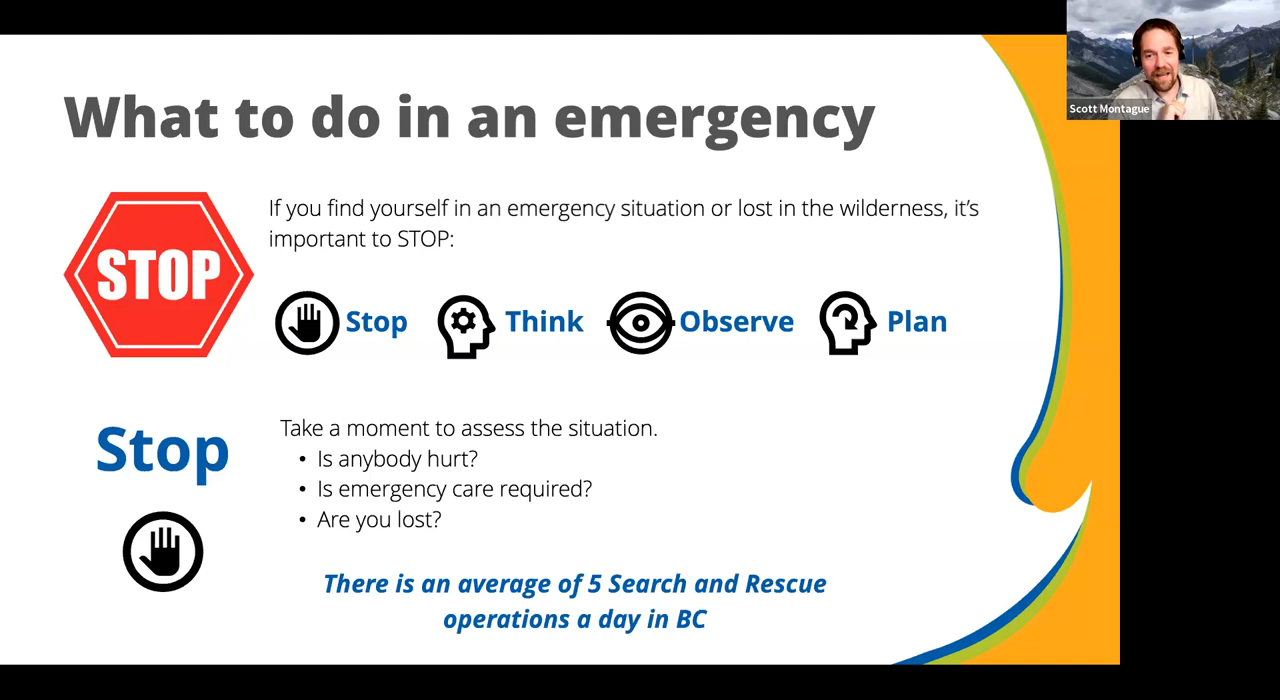 What to do in an emergency
Scott Montague
STOP
If you find yourself in an emergency situation or lost in the wilderness, it’s
important to STOP:
Stop Think Observe Plan
Stop
Take a moment to assess the situation.
• Is anybody hurt?
• Is emergency care required?
• Are you lost?
There is an average of 5 Search and Rescue
operations a day in BC